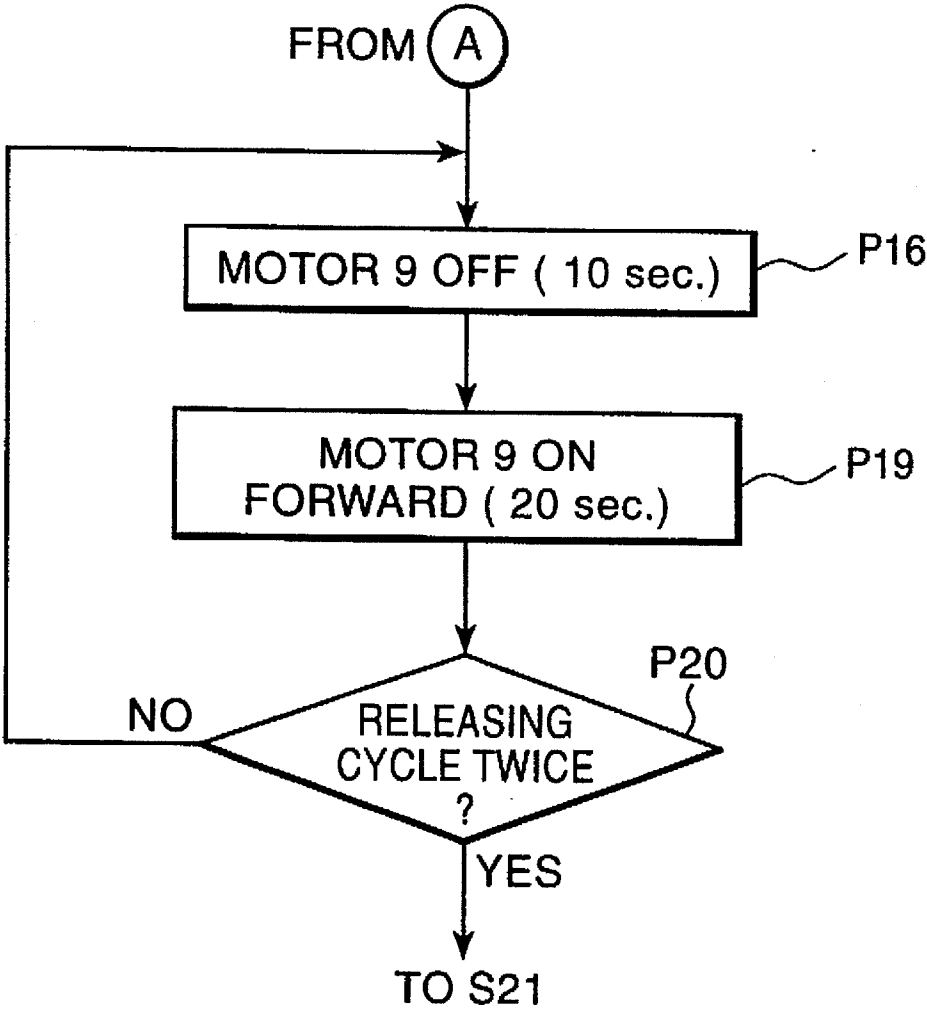 FROM A
MOTOR 9 OFF ( 10 sec.)
P16
MOTOR 9 ON
FORWARD ( 20 sec.)
P19
P20
NO
RELEASING
CYCLE TWICE
?
YES
TO S21